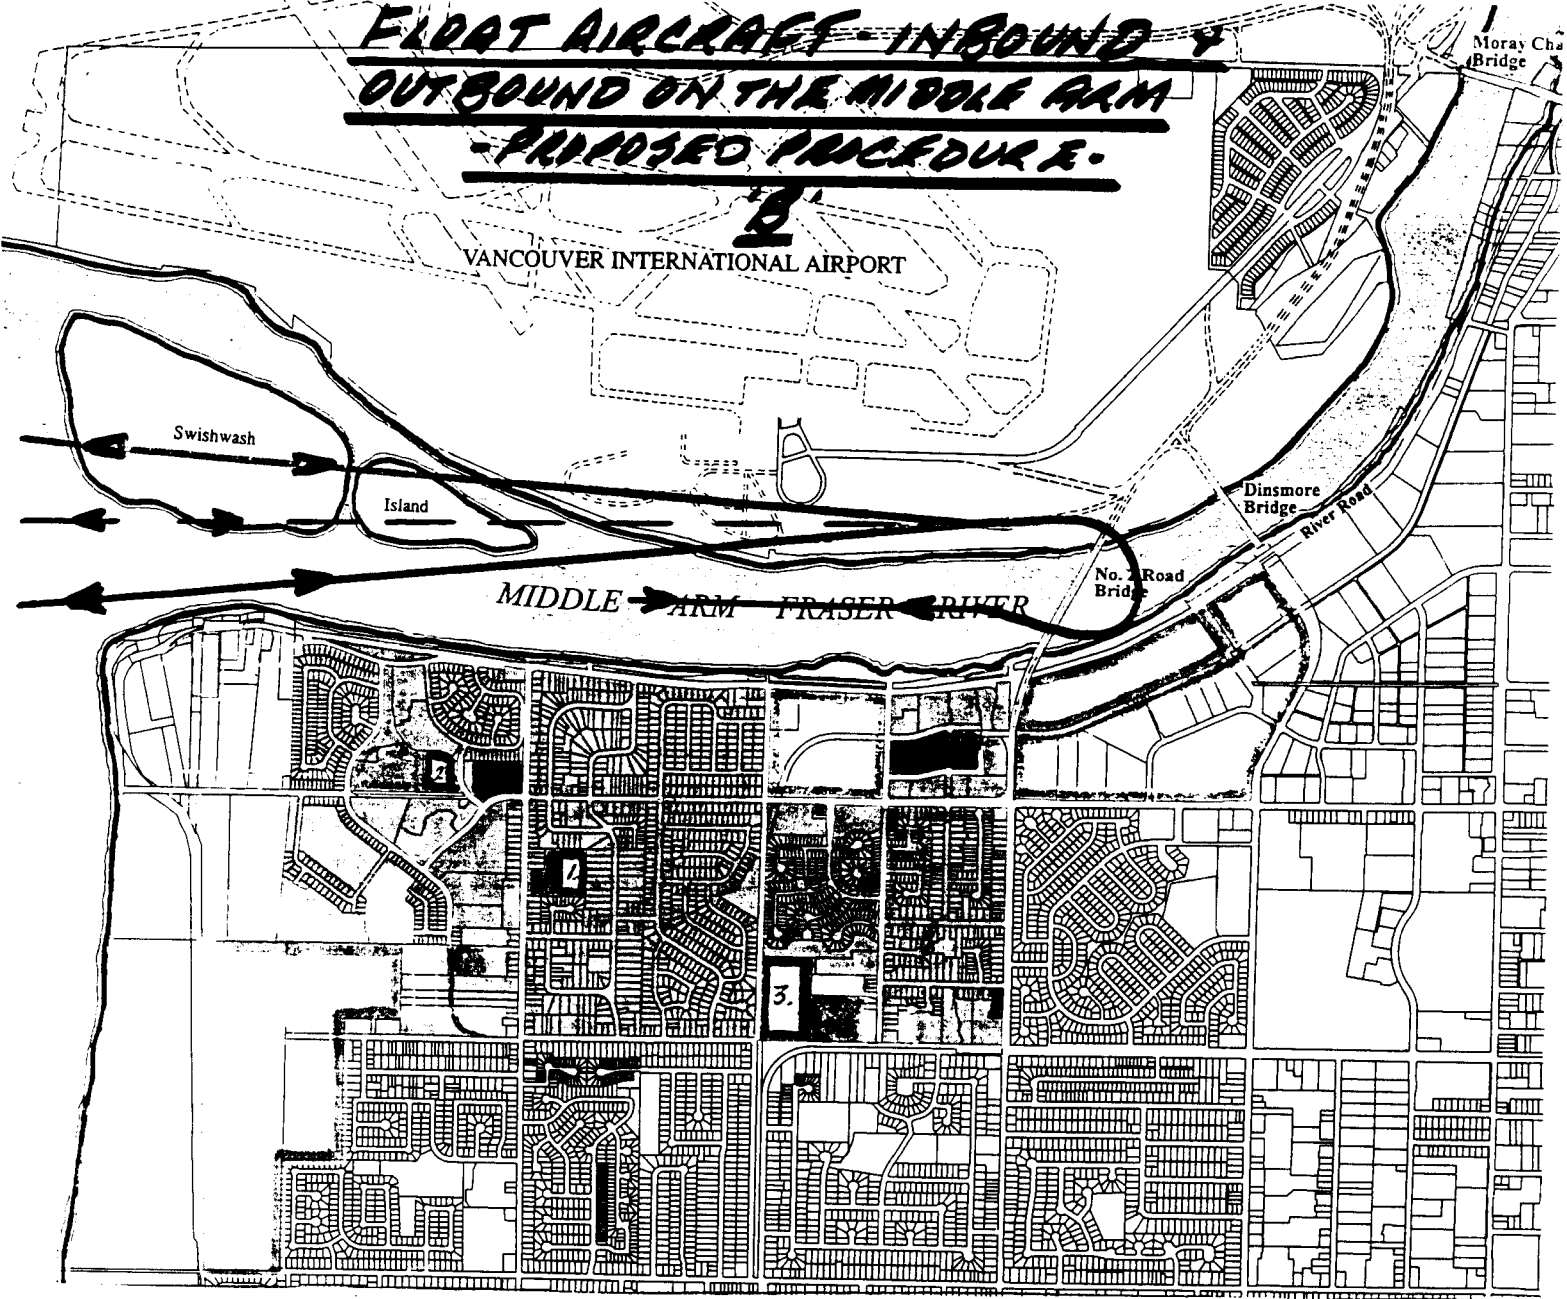 FLOAT AIRCRAFT - INBOUND &
OUTBOUND ON THE MIDDLE ARM
- PROPOSED PROCEDURE -
"B"
Moray Cha
Bridge
VANCOUVER INTERNATIONAL AIRPORT
Swishwash
Island
Dinsmore
Bridge
River Road
No. 2 Road
Bridge
MIDDLE ARM FRASER RIVER
2
1.
3.